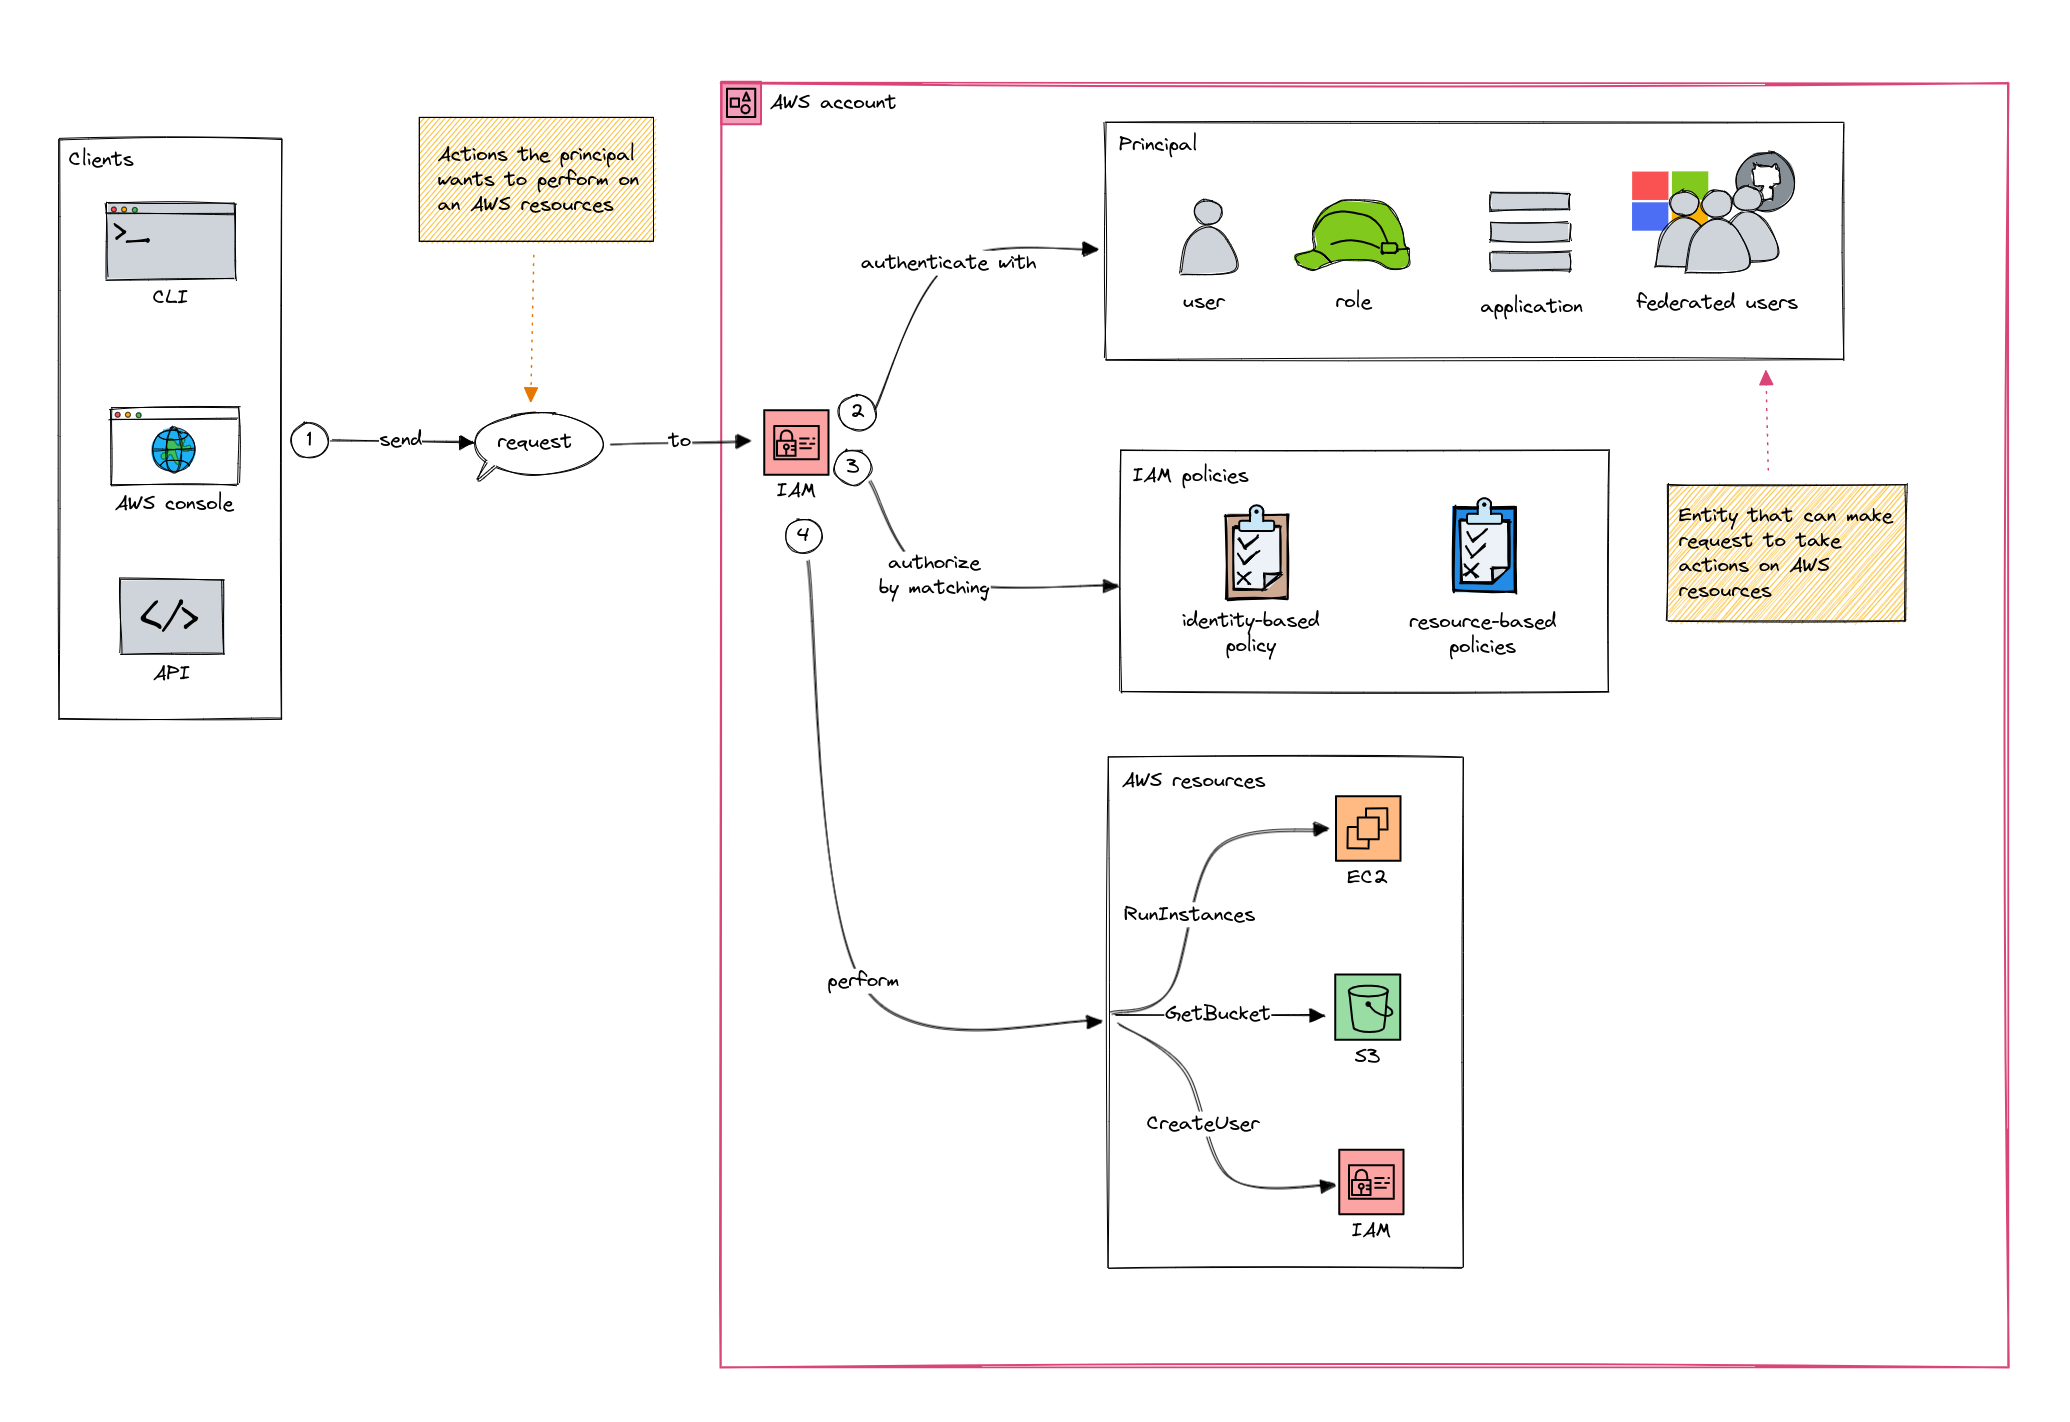 AWS account
Clients
Actions the principal
wants to perform on
an AWS resources
Principal
>_
CLI
authenticate with
user
role
application
federated users
1
send
request
to
2
3
IAM
4
AWS console
IAM policies
authorize
by matching
identity-based
policy
resource-based
policies
Entity that can make
request to take
actions on AWS
resources
</>
API
AWS resources
EC2
RunInstances
perform
GetBucket
S3
CreateUser
IAM